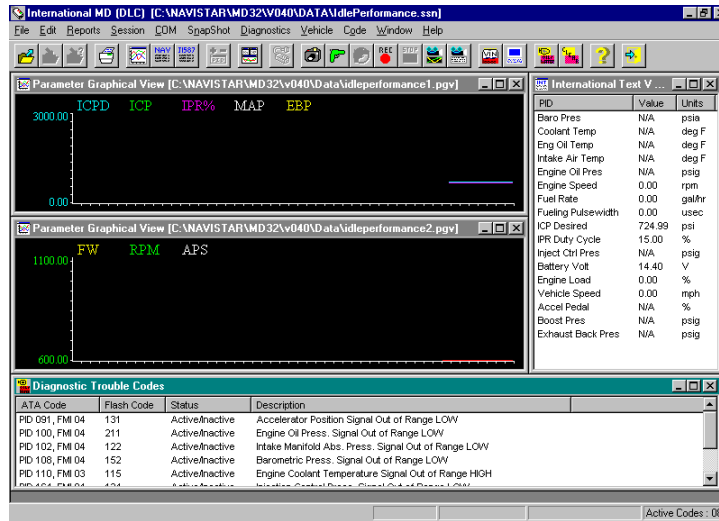 International MD (DLC) [C:\NAVISTAR\MD32\V040\DATA\IdlePerformance.ssn]
File Edit Reports Session COM SnapShot Diagnostics Vehicle Code Window Help
NAV J1587 REC STOP
Parameter Graphical View [C:\NAVISTAR\MD32\v040\Data\idleperformance1.pgv]
ICPD ICP IPR% MAP EBP
3000.00
0.00
Parameter Graphical View [C:\NAVISTAR\MD32\v040\Data\idleperformance2.pgv]
FW RPM APS
1100.00
600.00
International Text V ...
PID Value Units
Baro Pres N/A psia
Coolant Temp N/A deg F
Eng Oil Temp N/A deg F
Intake Air Temp N/A deg F
Engine Oil Pres N/A psig
Engine Speed 0.00 rpm
Fuel Rate 0.00 gal/hr
Fueling Pulsewidth 0.00 usec
ICP Desired 724.99 psi
IPR Duty Cycle 15.00 %
Inject Ctrl Pres N/A psig
Battery Volt 14.40 V
Engine Load 0.00 %
Vehicle Speed 0.00 mph
Accel Pedal N/A %
Boost Pres N/A psig
Exhaust Back Pres N/A psig
Diagnostic Trouble Codes
ATA Code Flash Code Status Description
PID 091, FMI 04 131 Active/Inactive Accelerator Position Signal Out of Range LOW
PID 100, FMI 04 211 Active/Inactive Engine Oil Press. Signal Out of Range LOW
PID 102, FMI 04 122 Active/Inactive Intake Manifold Abs. Press. Signal Out of Range LOW
PID 108, FMI 04 152 Active/Inactive Barometric Press. Signal Out of Range LOW
PID 110, FMI 03 115 Active/Inactive Engine Coolant Temperature Signal Out of Range HIGH
Active Codes : 0